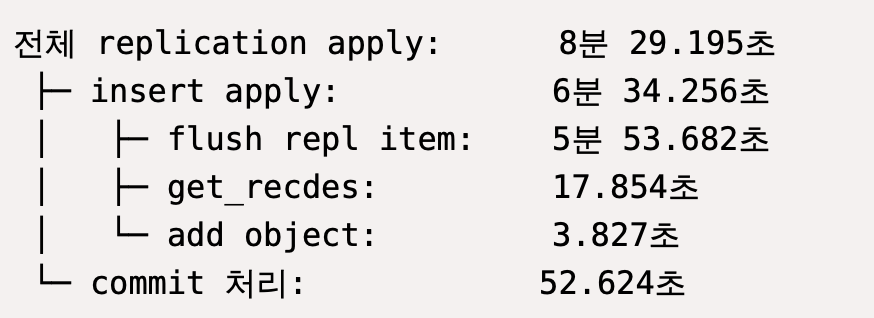 전체 replication apply: 8분 29.195초
├─ insert apply: 6분 34.256초
│ ├─ flush repl item: 5분 53.682초
│ ├─ get_recdes: 17.854초
│ └─ add object: 3.827초
└─ commit 처리: 52.624초